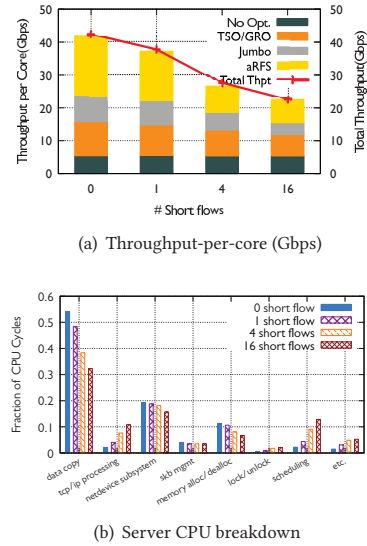 50 50
No Opt.
TSO/GRO
Jumbo
aRFS
Total Thpt
40 40
30 30
20 20
10 10
0 0
Throughput per Core(Gbps)
Total Throughput(Gbps)
0 1 4 16
# Short flows
(a) Throughput-per-core (Gbps)
0.6
0.5
0.4
0.3
0.2
0.1
0
Fraction of CPU Cycles
0 short flow
1 short flow
4 short flows
16 short flows
data copy
tcp/ip processing
netdevice subsystem
skb mgmt
memory alloc/dealloc
lock/unlock
scheduling
etc.
(b) Server CPU breakdown